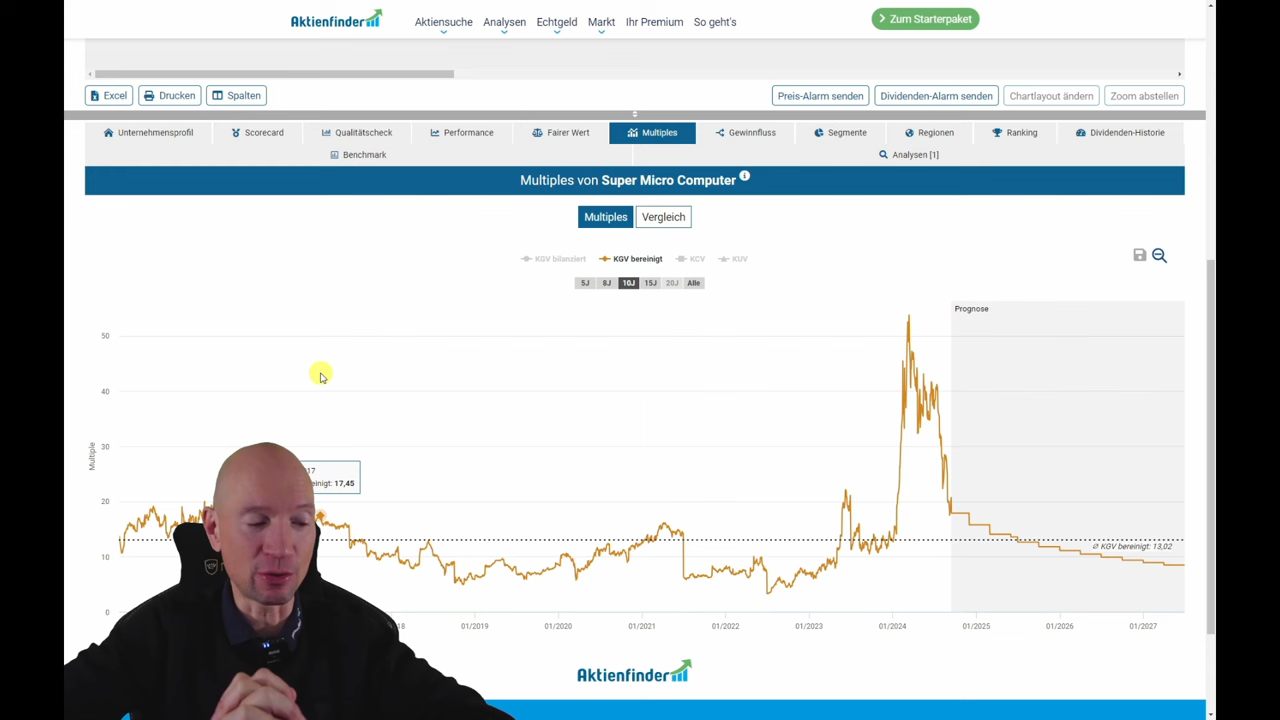 Aktienfinder
Aktiensuche Analysen Echtgeld Markt Ihr Premium So geht's
Zum Starterpaket
Excel Drucken Spalten
Preis-Alarm senden Dividenden-Alarm senden Chartlayout ändern Zoom abstellen
Unternehmensprofil Scorecard Qualitätscheck Performance Fairer Wert Multiples Gewinnfluss Segmente Regionen Ranking Dividenden-Historie
Benchmark Analysen [1]
Multiples von Super Micro Computer
Multiples Vergleich
KGV bilanziert KGV bereinigt KCV KUV
5J 8J 10J 15J 20J Alle
Prognose
50
40
30
20
10
0
Multiple
17
einigt: 17,45
Ø KGV bereinigt: 13,02
18 01/2019 01/2020 01/2021 01/2022 01/2023 01/2024 01/2025 01/2026 01/2027
Aktienfinder